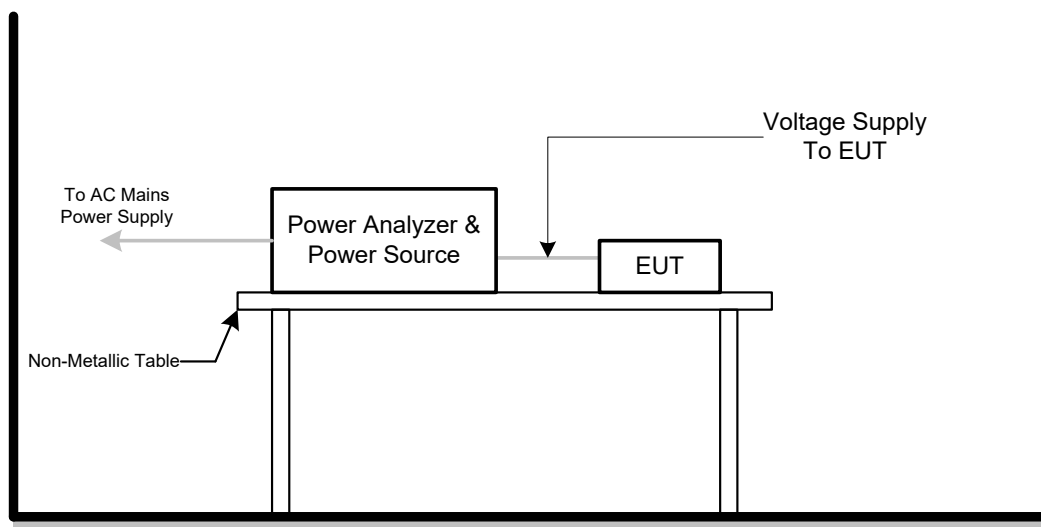 Voltage Supply
To EUT
To AC Mains
Power Supply
Power Analyzer &
Power Source
EUT
Non-Metallic Table